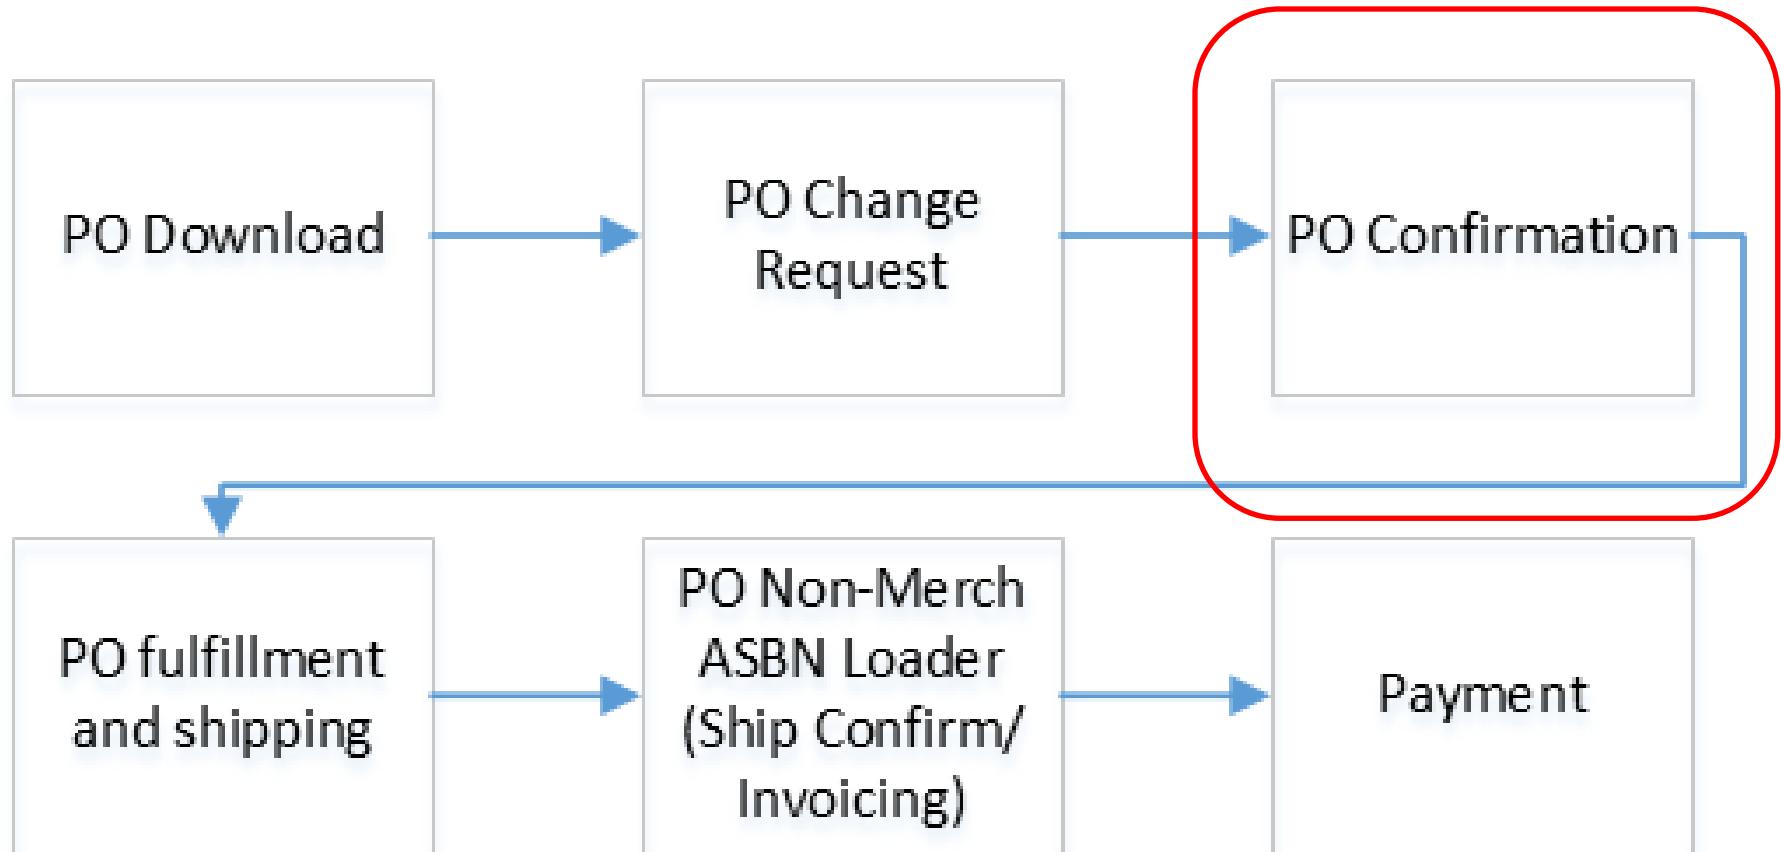 PO Download
PO Change
Request
PO Confirmation
PO fulfillment
and shipping
PO Non-Merch
ASBN Loader
(Ship Confirm/
Invoicing)
Payment